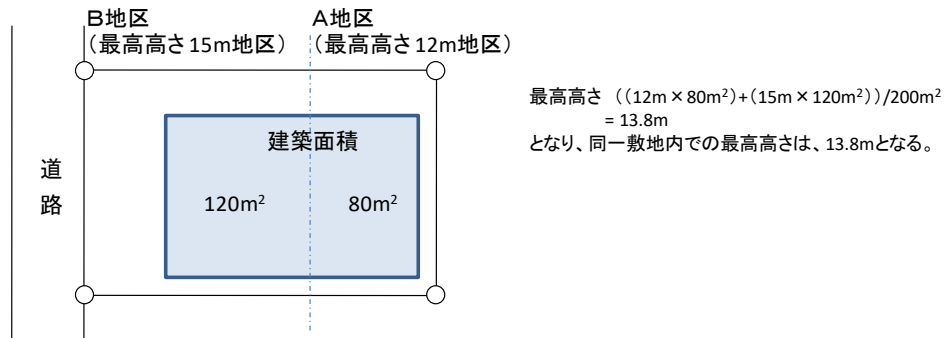 B地区
(最高高さ15m地区)
A地区
(最高高さ12m地区)
建築面積
120m²
80m²
道
路
最高高さ ((12m×80m²)+(15m×120m²))/200m²
= 13.8m
となり、同一敷地内での最高高さは、13.8mとなる。